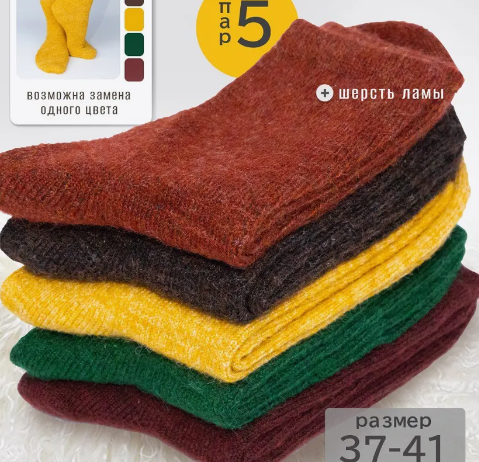 пар 5
возможна замена
одного цвета
+ шерсть ламы
размер
37-41